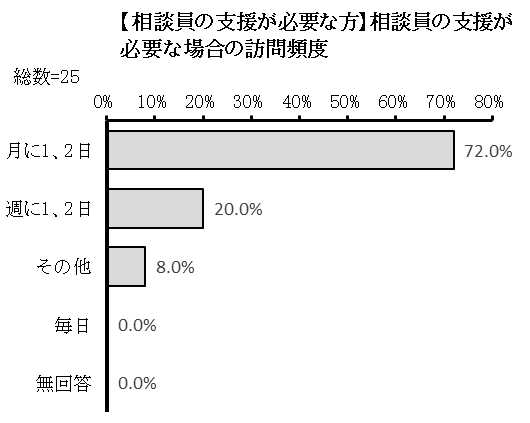 【相談員の支援が必要な方】相談員の支援が
必要な場合の訪問頻度
総数=25
0% 10% 20% 30% 40% 50% 60% 70% 80%
月に1、2日 72.0%
週に1、2日 20.0%
その他 8.0%
毎日 0.0%
無回答 0.0%